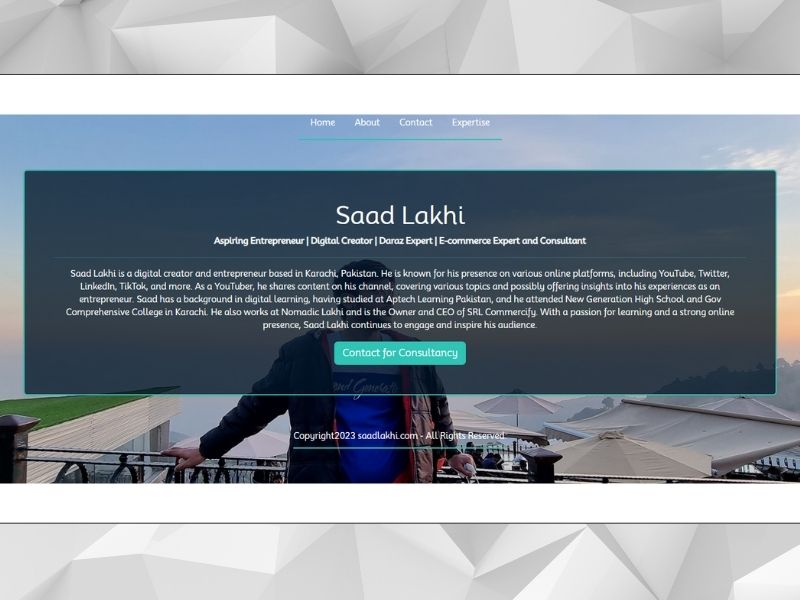 Home About Contact Expertise
Saad Lakhi
Aspiring Entrepreneur | Digital Creator | Daraz Expert | E-commerce Expert and Consultant
Saad Lakhi is a digital creator and entrepreneur based in Karachi, Pakistan. He is known for his presence on various online platforms, including YouTube, Twitter,
LinkedIn, TikTok, and more. As a YouTuber, he shares content on his channel, covering various topics and possibly offering insights into his experiences as an
entrepreneur. Saad has a background in digital learning, having studied at Aptech Learning Pakistan, and he attended New Generation High School and Gov
Comprehensive College in Karachi. He also works at Nomadic Lakhi and is the Owner and CEO of SRL Commercify. With a passion for learning and a strong online
presence, Saad Lakhi continues to engage and inspire his audience.
Contact for Consultancy
Copyright2023 saadlakhi.com - All Rights Reserved